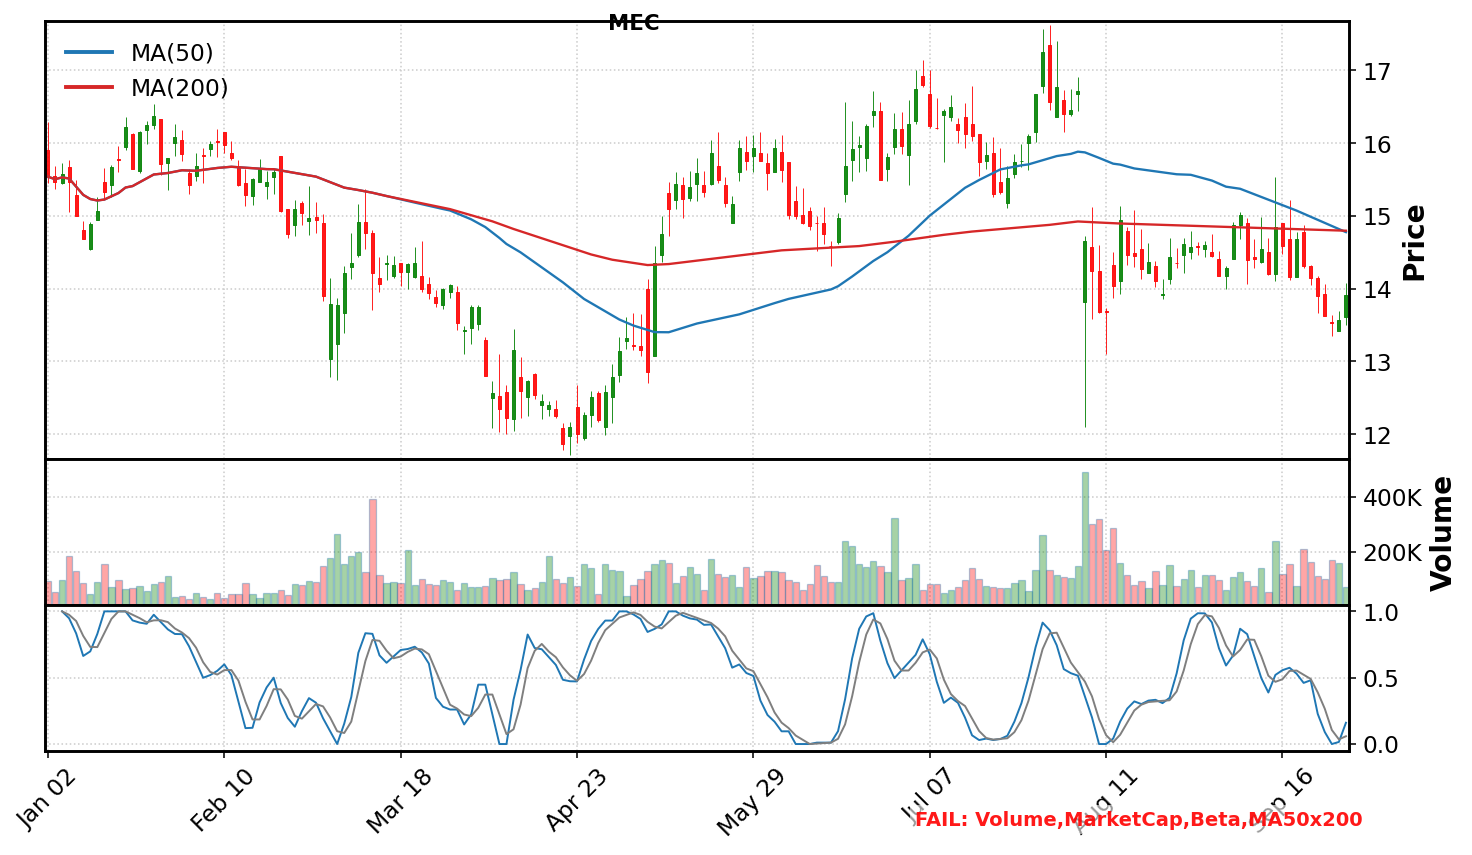 MEC
MA(50)
MA(200)
17
16
15
14
13
12
Price
400K
200K
Volume
1.0
0.5
0.0
Jan 02
Feb 10
Mar 18
Apr 23
May 29
Jul 07
Aug 11
Sep 16
FAIL: Volume,MarketCap,Beta,MA50x200